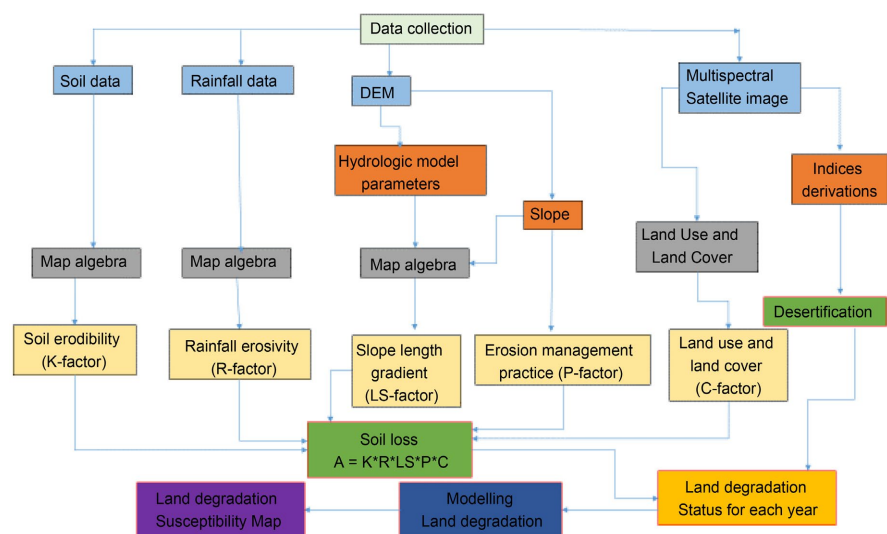 Data collection
Soil data
Rainfall data
DEM
Multispectral
Satellite image
Hydrologic model
parameters
Indices
derivations
Slope
Land Use and
Land Cover
Map algebra
Map algebra
Map algebra
Desertification
Soil erodibility
(K-factor)
Rainfall erosivity
(R-factor)
Slope length
gradient
(LS-factor)
Erosion management
practice (P-factor)
Land use and
land cover
(C-factor)
Soil loss
A = K*R*LS*P*C
Land degradation
Susceptibility Map
Modelling
Land degradation
Land degradation
Status for each year